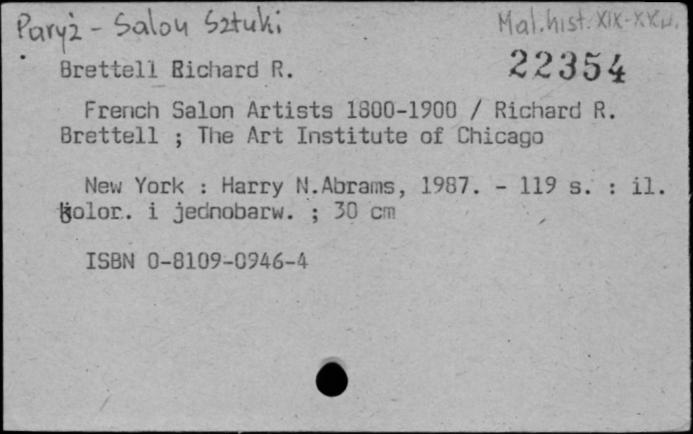 Paryż - Salon Sztuki
Mal. hist. XIX-XX w.
Brettell Richard R.
22354
French Salon Artists 1800-1900 / Richard R.
Brettell ; The Art Institute of Chicago
New York : Harry N.Abrams, 1987. - 119 s. : il.
kolor. i jednobarw. ; 30 cm
ISBN 0-8109-0946-4